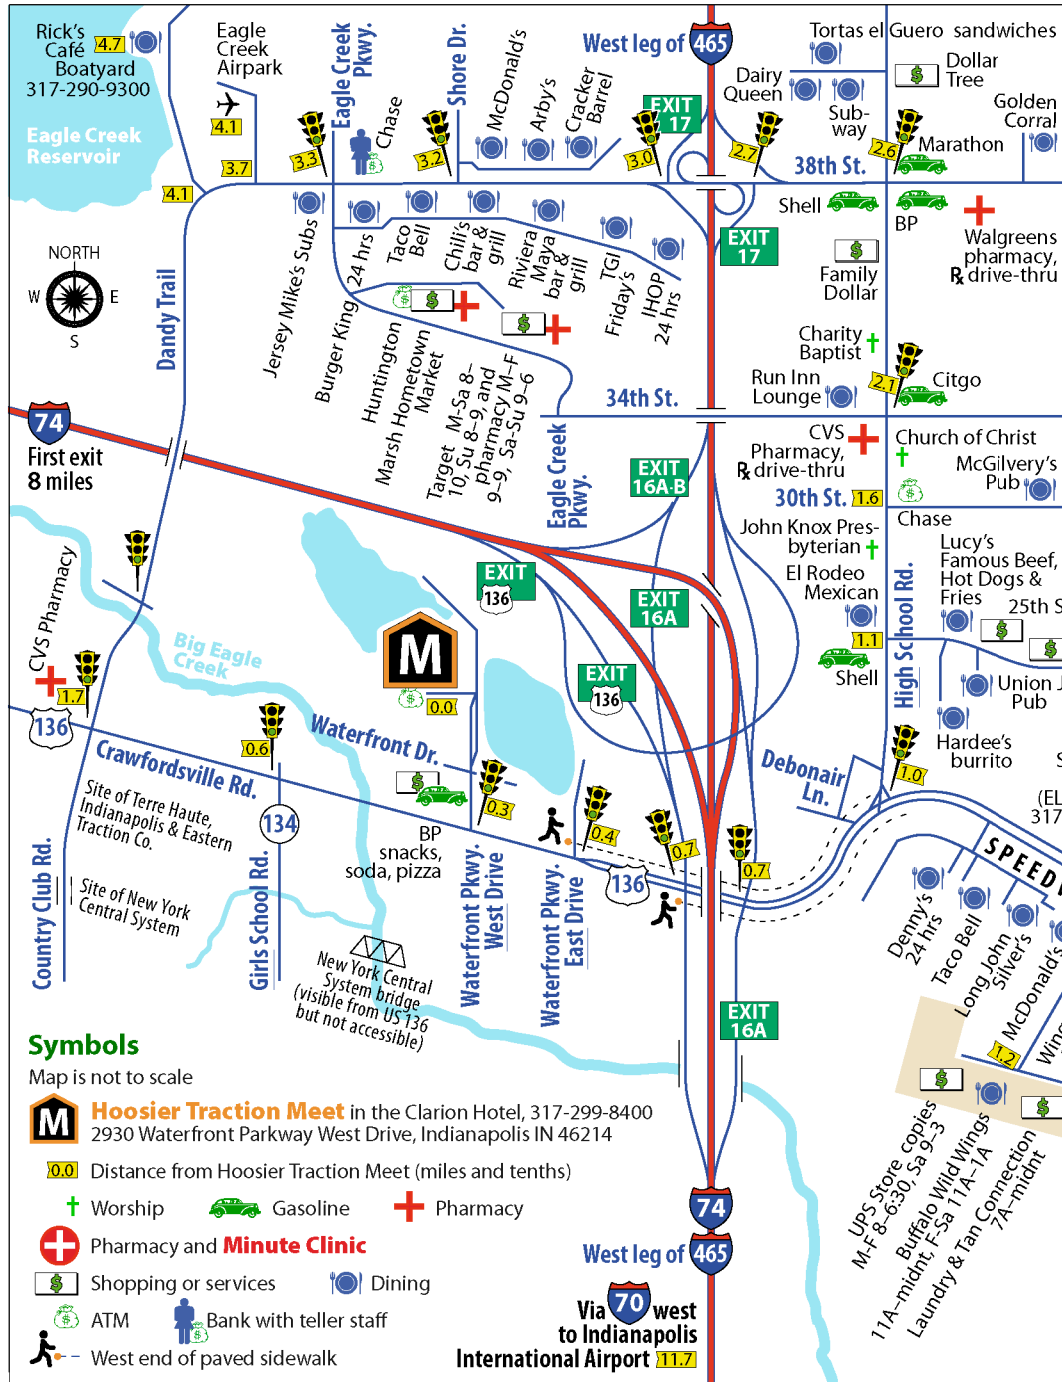 Rick's
Café 4.7
Boatyard
317-290-9300
Eagle Creek
Reservoir
Eagle
Creek
Airpark
4.1
3.7
4.1
3.3
Eagle Creek
Pkwy.
Chase
3.2
Shore Dr.
McDonald's
Arby's
Cracker
Barrel
3.0
EXIT
17
West leg of 465
2.7
Dairy
Queen
Tortas el Guero sandwiches
Sub-
way
Dollar
Tree
Golden
Corral
2.6
Marathon
38th St.
Shell
BP
Walgreens
pharmacy,
℞ drive-thru
EXIT
17
Family
Dollar
NORTH
W E
S
Dandy Trail
Jersey Mike's Subs
Burger King 24 hrs
Taco
Bell
Chili's
bar &
grill
Riviera
Maya
bar &
grill
TGI
Friday's
IHOP
24 hrs
Huntington
Marsh Hometown
Market
Target M-Sa 8–
10, Su 8–9, and
pharmacy M–F
9–9, Sa-Su 9–6
Charity
Baptist
Run Inn
Lounge
2.1
Citgo
34th St.
74
First exit
8 miles
Eagle Creek
Pkwy.
EXIT
16A-B
CVS
Pharmacy,
℞ drive-thru
Church of Christ
McGilvery's
Pub
30th St. 1.6
Chase
John Knox Pres-
byterian
El Rodeo
Mexican
1.1
Shell
High School Rd.
Lucy's
Famous Beef,
Hot Dogs &
Fries
25th S
Union J
Pub
Hardee's
burrito
S
(EL
317
EXIT
136
EXIT
16A
EXIT
136
CVS Pharmacy
1.7
136
Big Eagle
Creek
M
0.0
Waterfront Dr.
0.6
Crawfordsville Rd.
134
0.3
0.4
0.7
0.7
1.0
Debonair
Ln.
BP
snacks,
soda, pizza
136
SPEEDW
Site of Terre Haute,
Indianapolis & Eastern
Traction Co.
Site of New York
Central System
Country Club Rd.
Girls School Rd.
Waterfront Pkwy.
West Drive
Waterfront Pkwy.
East Drive
New York Central
System bridge
(visible from US 136
but not accessible)
Denny's
24 hrs
Taco Bell
Long John
Silver's
McDonald's
Wing
1.2
EXIT
16A
UPS Store copies
M-F 8–6:30, Sa 9–3
Buffalo Wild Wings
11A–midnt, F-Sa 11A–1A
Laundry & Tan Connection
7A–midnt
Symbols
Map is not to scale
M Hoosier Traction Meet in the Clarion Hotel, 317-299-8400
2930 Waterfront Parkway West Drive, Indianapolis IN 46214
0.0 Distance from Hoosier Traction Meet (miles and tenths)
Worship Gasoline Pharmacy
Pharmacy and Minute Clinic
Shopping or services Dining
ATM Bank with teller staff
West end of paved sidewalk
74
West leg of 465
Via 70 west
to Indianapolis
International Airport 11.7